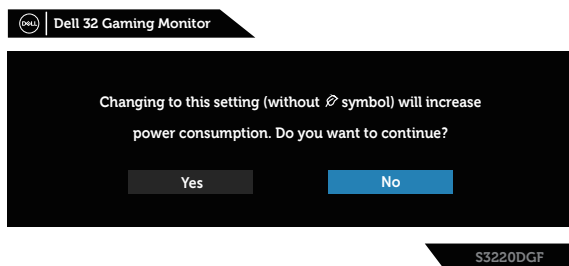 DELL Dell 32 Gaming Monitor
Changing to this setting (without symbol) will increase
power consumption. Do you want to continue?
Yes No
S3220DGF